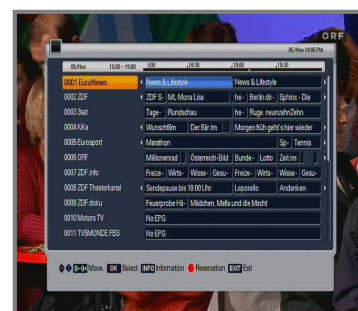 ORF
05/Nov 18:06 PM
05/Nov 15:00~19:00 18:30 19:00 19:30
0001 EuroNews News & Lifestyle News & Lifestyle
0002 ZDF ZDF S- ML Mona Lisa he- Berlin dir- Sphinx - Die
0003 3sat Tage- Rundschau he- Ruge. neunzehnZehn
0004 KiKa Wünschfilm Der Bär im Morgen früh geht's hier wieder
0005 Eurosport Marathon Sp- Tennis
0006 ORF Millionenrad Österreich-Bild Bunde- Lotto Zeit im
0007 ZDF.info Freize- Wirts- Wisse- Gesu- Freize- Wirts- Wisse- Gesu-
0008 ZDF Theaterkanal Sendepause bis 19:00 Uhr Leporello Andenken
0009 ZDF.doku Feuerprobe Hä- Mädchen, Mafia und die Macht
0010 Motors TV No EPG
0011 TV5MONDE FBS No EPG
0~9 Move OK Select INFO Information Reservation EXIT Exit